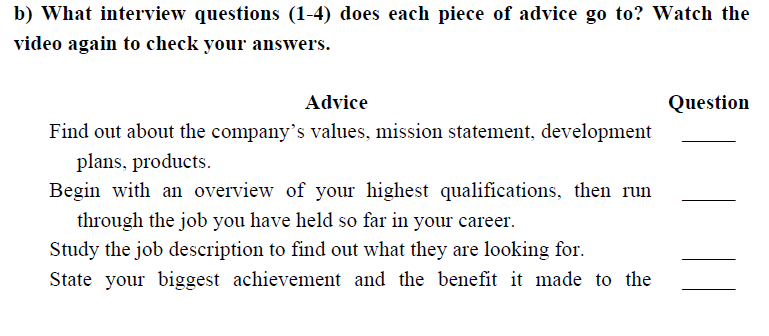 b) What interview questions (1-4) does each piece of advice go to? Watch the
video again to check your answers.
Advice Question
Find out about the company's values, mission statement, development _____
plans, products.
Begin with an overview of your highest qualifications, then run _____
through the job you have held so far in your career.
Study the job description to find out what they are looking for. _____
State your biggest achievement and the benefit it made to the _____